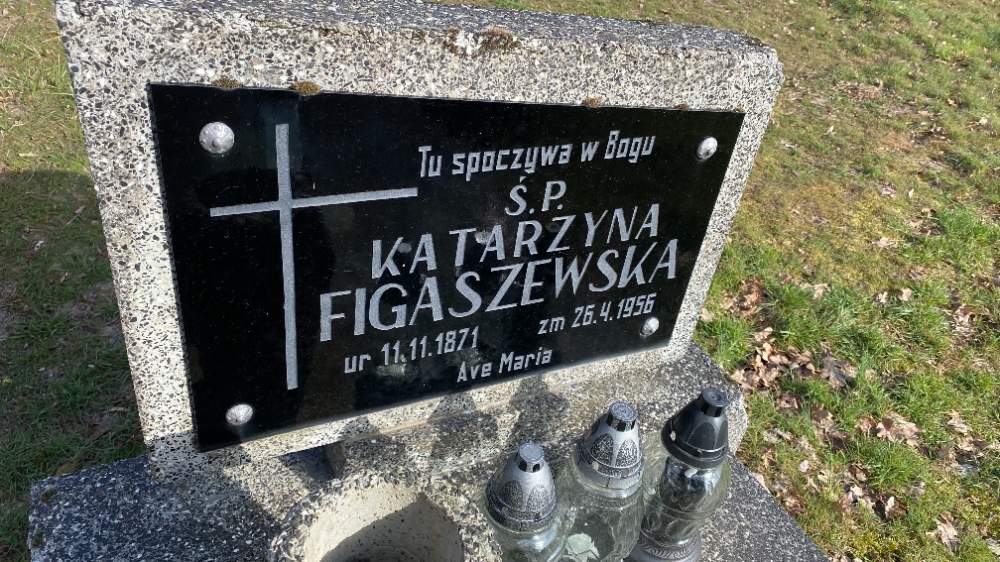 Tu spoczywa w Bogu
Ś.P.
KATARZYNA
FIGASZEWSKA
ur 11.11.1871 zm 26.4.1956
Ave Maria